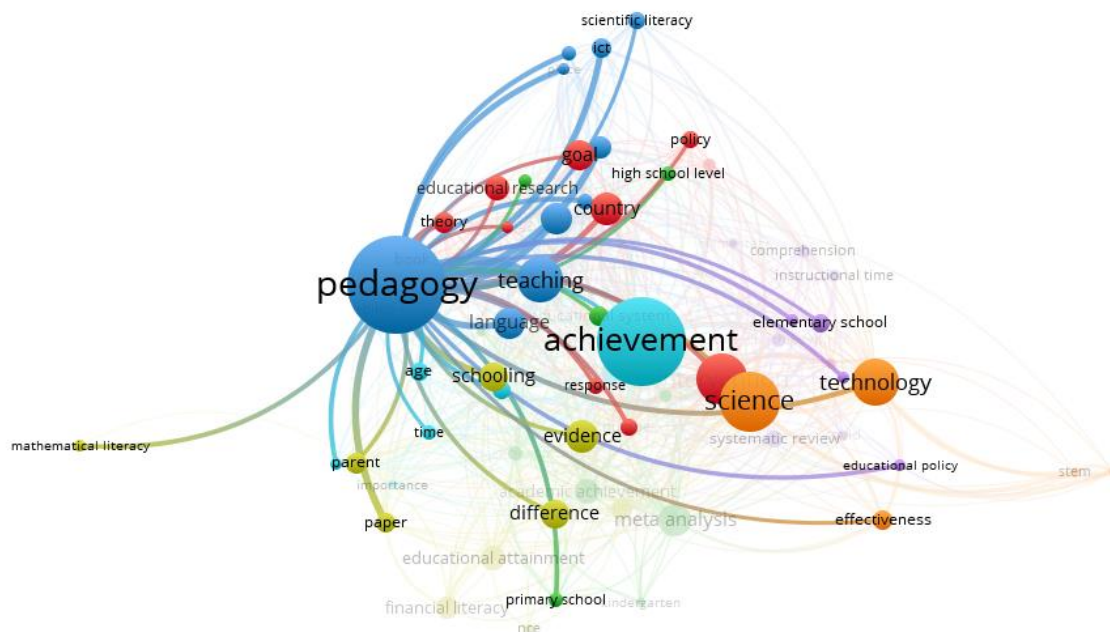 scientific literacy
ict
policy
goal
high school level
educational research
country
theory
comprehension
instructional time
pedagogy
teaching
language
educational system
elementary school
achievement
age
schooling
response
technology
science
time
evidence
systematic review
mathematical literacy
parent
educational policy
stem
importance
academic achievement
paper
difference
meta analysis
effectiveness
educational attainment
financial literacy
primary school
kindergarten